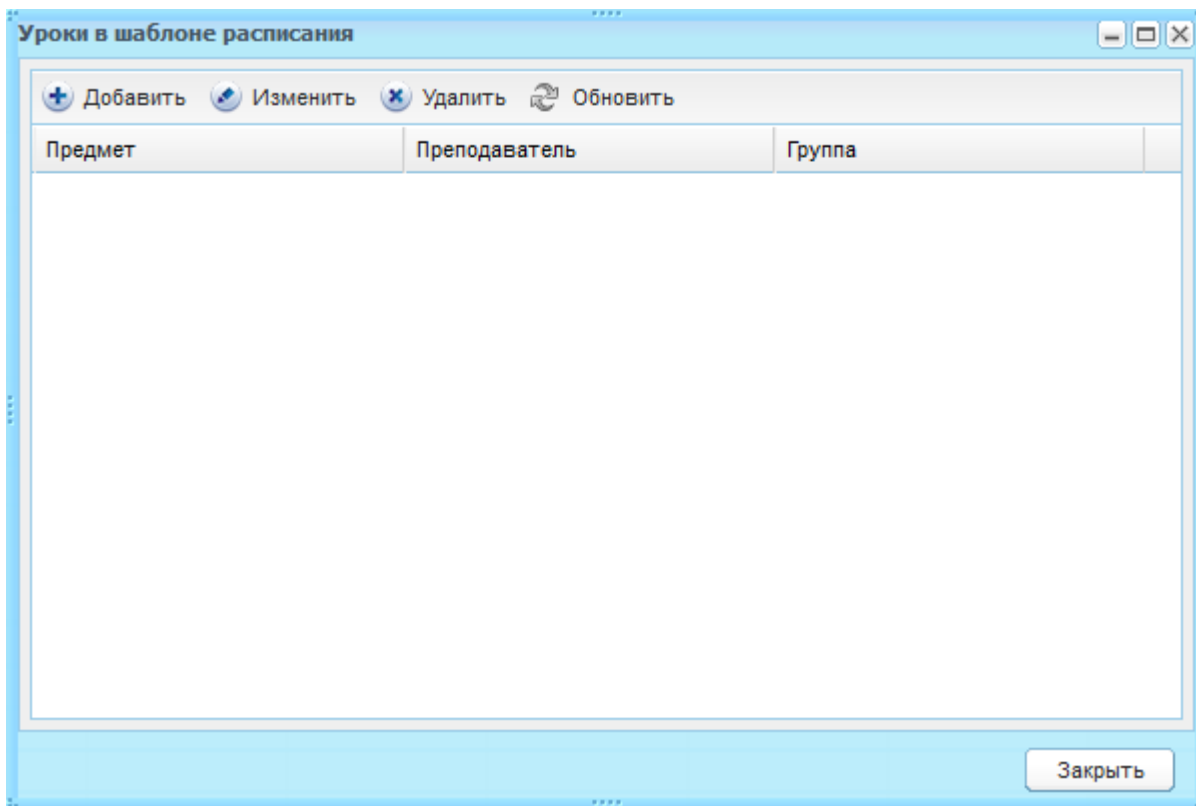 Уроки в шаблоне расписания
Добавить Изменить Удалить Обновить
Предмет Преподаватель Группа
Закрыть